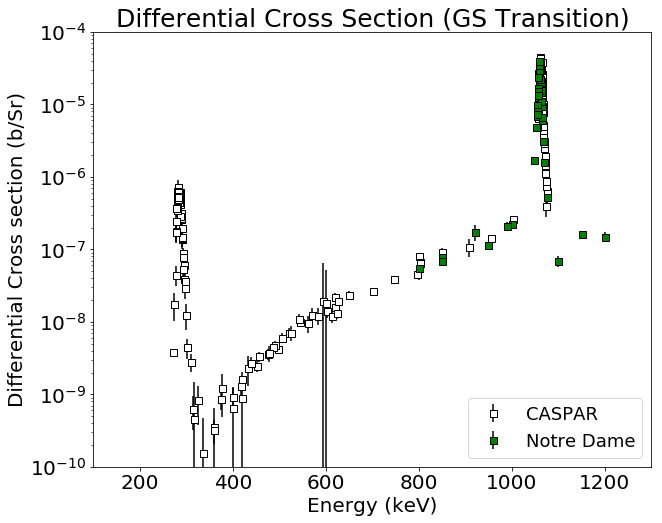 Differential Cross Section (GS Transition)
Differential Cross section (b/Sr)
10⁻⁴
10⁻⁵
10⁻⁶
10⁻⁷
10⁻⁸
10⁻⁹
10⁻¹⁰
CASPAR
Notre Dame
200 400 600 800 1000 1200
Energy (keV)